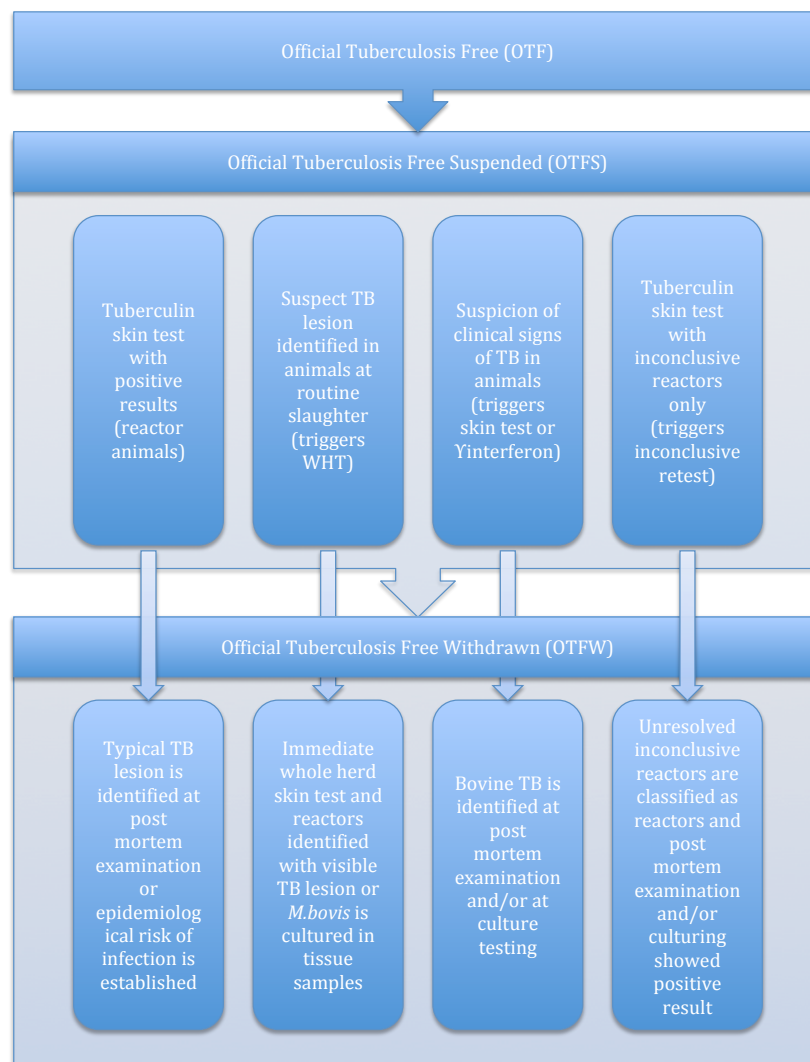 Official Tuberculosis Free (OTF)
Official Tuberculosis Free Suspended (OTFS)
Tuberculin
skin test
with
positive
results
(reactor
animals)
Suspect TB
lesion
identified in
animals at
routine
slaughter
(triggers
WHT)
Suspicion of
clinical signs
of TB in
animals
(triggers
skin test or
Υinterferon)
Tuberculin
skin test
with
inconclusive
reactors
only
(triggers
inconclusive
retest)
Official Tuberculosis Free Withdrawn (OTFW)
Typical TB
lesion is
identified at
post
mortem
examination
or
epidemiolog
ical risk of
infection is
established
Immediate
whole herd
skin test and
reactors
identified
with visible
TB lesion or
M.bovis is
cultured in
tissue
samples
Bovine TB is
identified at
post
mortem
examination
and/or at
culture
testing
Unresolved
inconclusive
reactors are
classified as
reactors and
post
mortem
examination
and/or
culturing
showed
positive
result